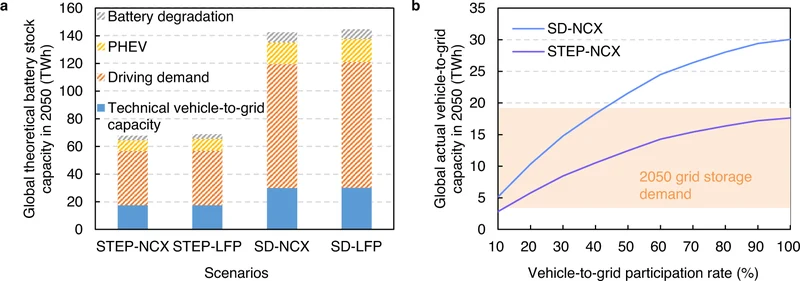 a
Global theoretical battery stock
capacity in 2050 (TWh)
160
140
120
100
80
60
40
20
0
Battery degradation
PHEV
Driving demand
Technical vehicle-to-grid
capacity
STEP-NCX STEP-LFP SD-NCX SD-LFP
Scenarios
b
Global actual vehicle-to-grid
capacity in 2050 (TWh)
35
30
25
20
15
10
5
0
SD-NCX
STEP-NCX
2050 grid storage
demand
10 20 30 40 50 60 70 80 90 100
Vehicle-to-grid participation rate (%)